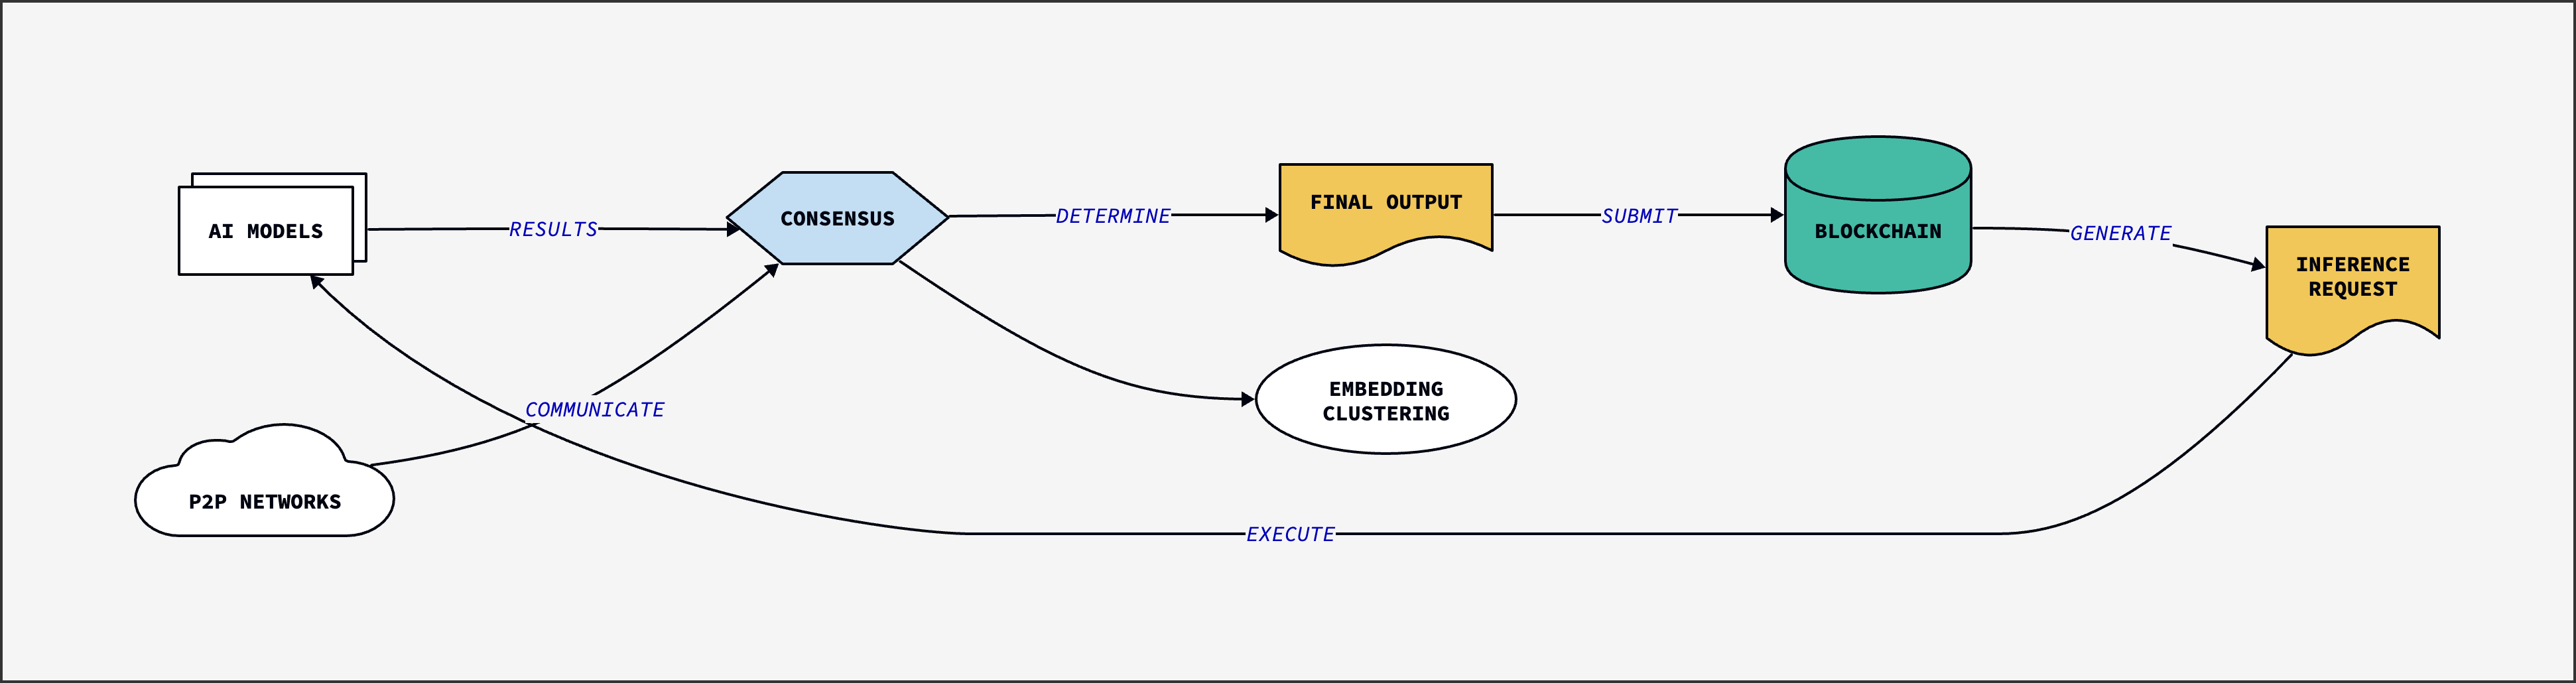 AI MODELS
RESULTS
CONSENSUS
DETERMINE
FINAL OUTPUT
SUBMIT
BLOCKCHAIN
GENERATE
INFERENCE
REQUEST
EMBEDDING
CLUSTERING
COMMUNICATE
P2P NETWORKS
EXECUTE